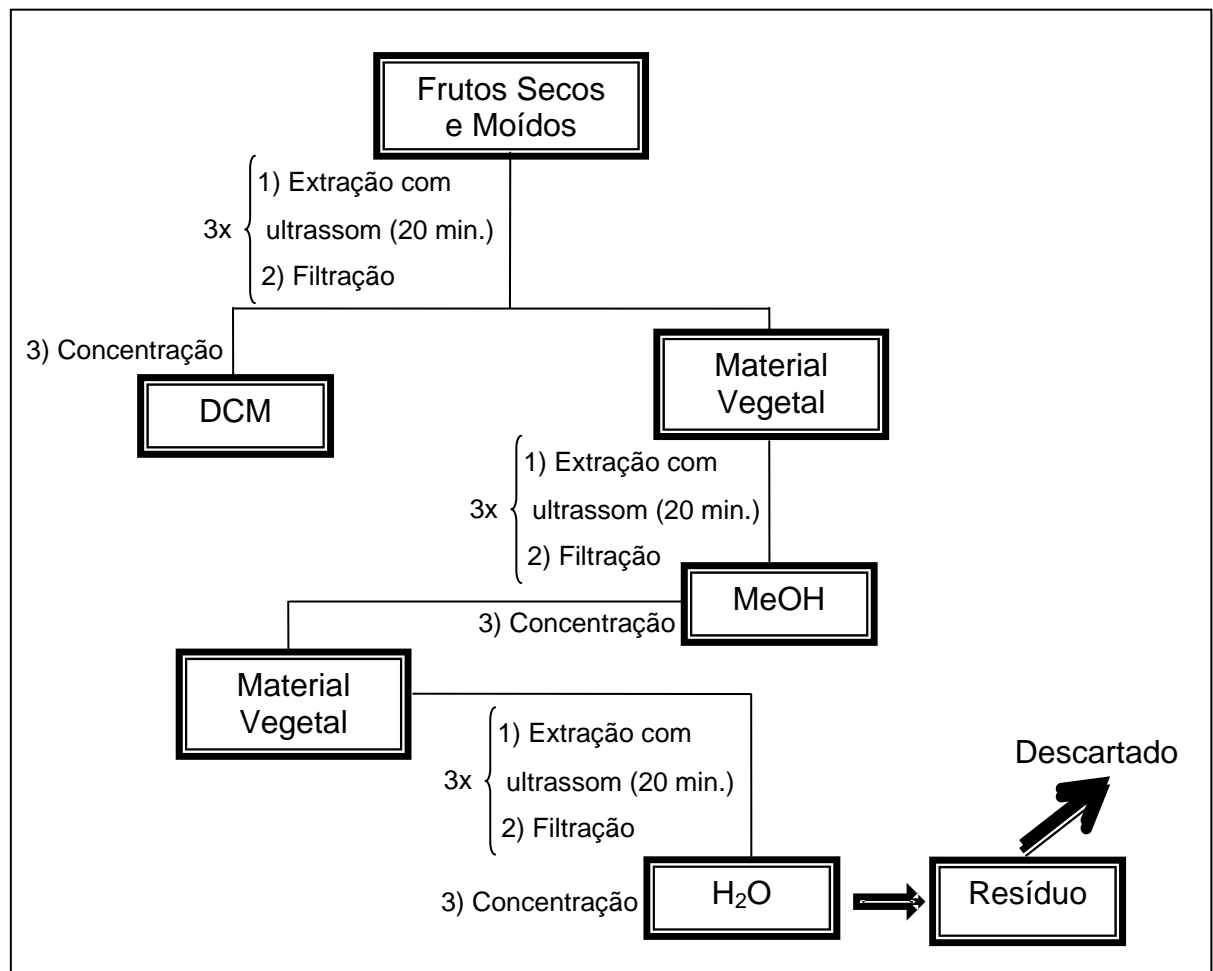 Frutos Secos
e Moídos
1) Extração com
3x
ultrassom (20 min.)
2) Filtração
3) Concentração
DCM
Material
Vegetal
1) Extração com
3x
ultrassom (20 min.)
2) Filtração
MeOH
3) Concentração
Material
Vegetal
1) Extração com
3x
ultrassom (20 min.)
2) Filtração
Descartado
3) Concentração
H₂O
Resíduo